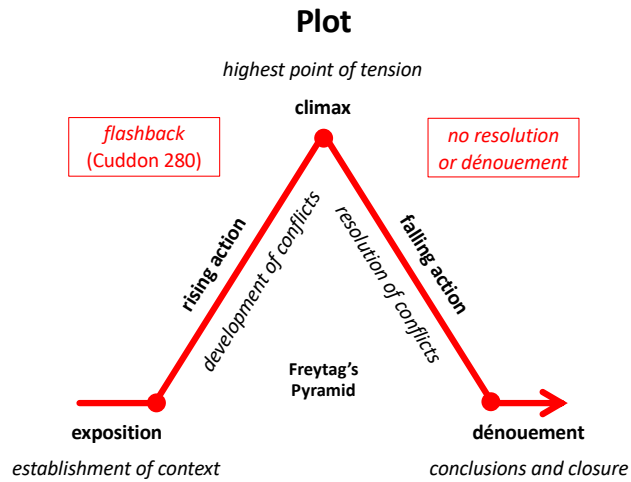 Plot
highest point of tension
climax
flashback
(Cuddon 280)
no resolution
or dénouement
rising action
development of conflicts
resolution of conflicts
falling action
Freytag’s
Pyramid
exposition
establishment of context
dénouement
conclusions and closure